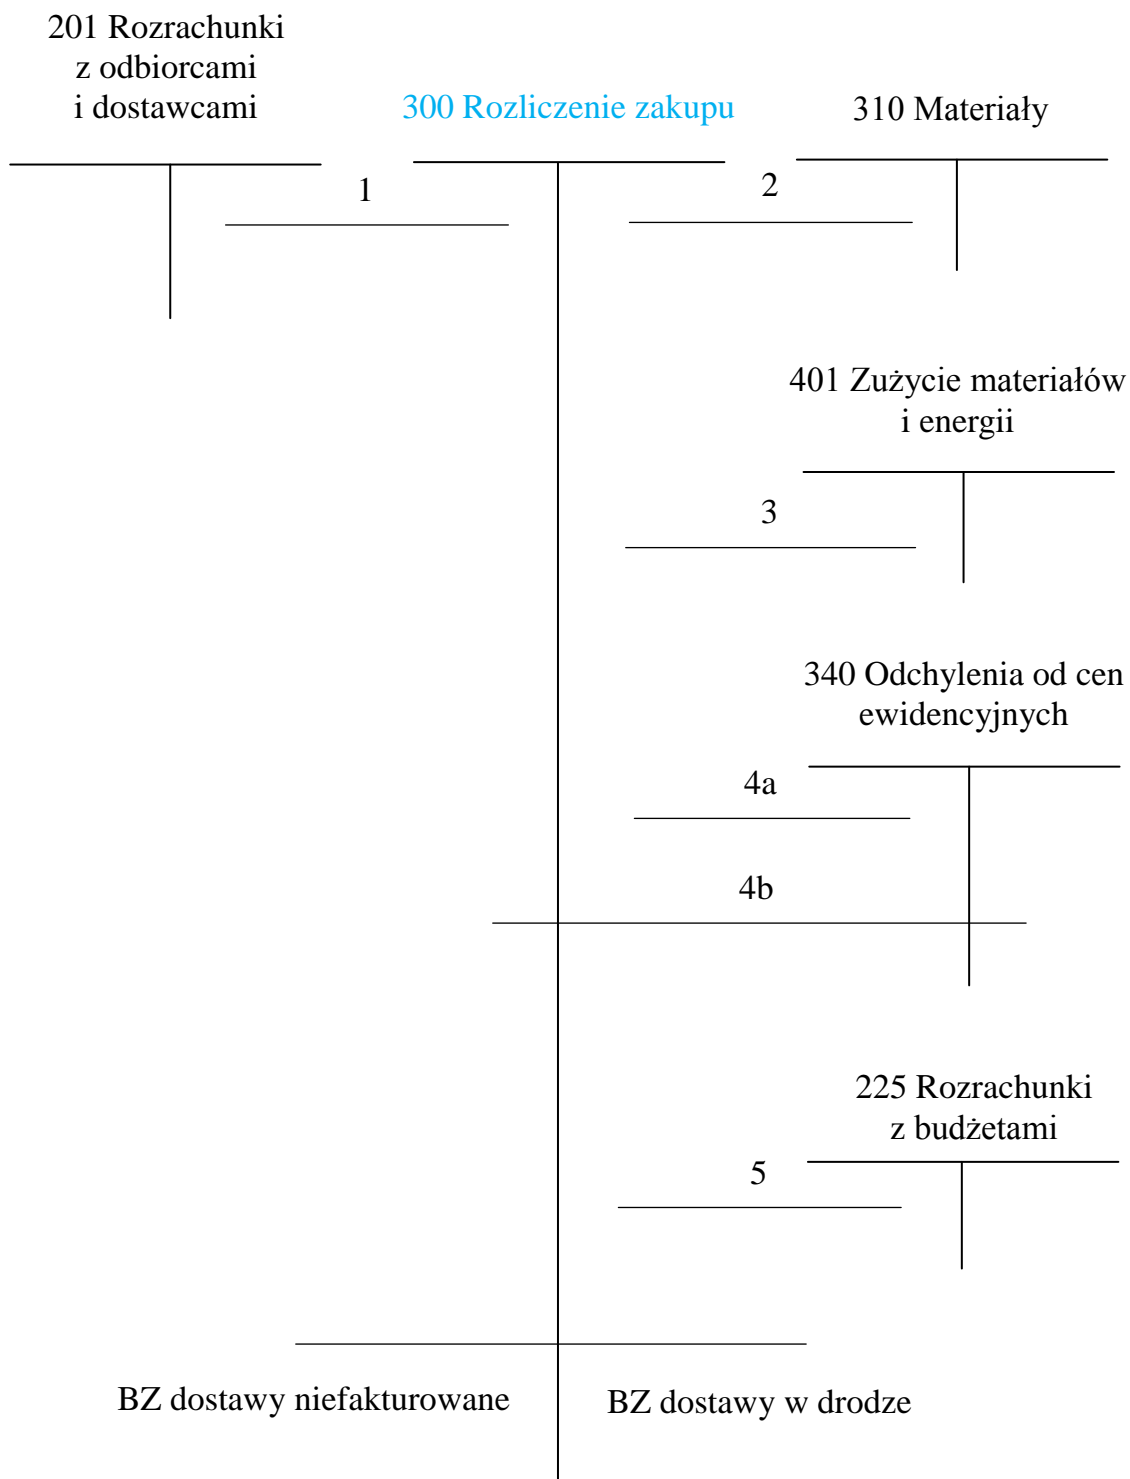 201 Rozrachunki
z odbiorcami
i dostawcami
300 Rozliczenie zakupu
310 Materiały
1
2
401 Zużycie materiałów
i energii
3
340 Odchylenia od cen
ewidencyjnych
4a
4b
225 Rozrachunki
z budżetami
5
BZ dostawy niefakturowane
BZ dostawy w drodze